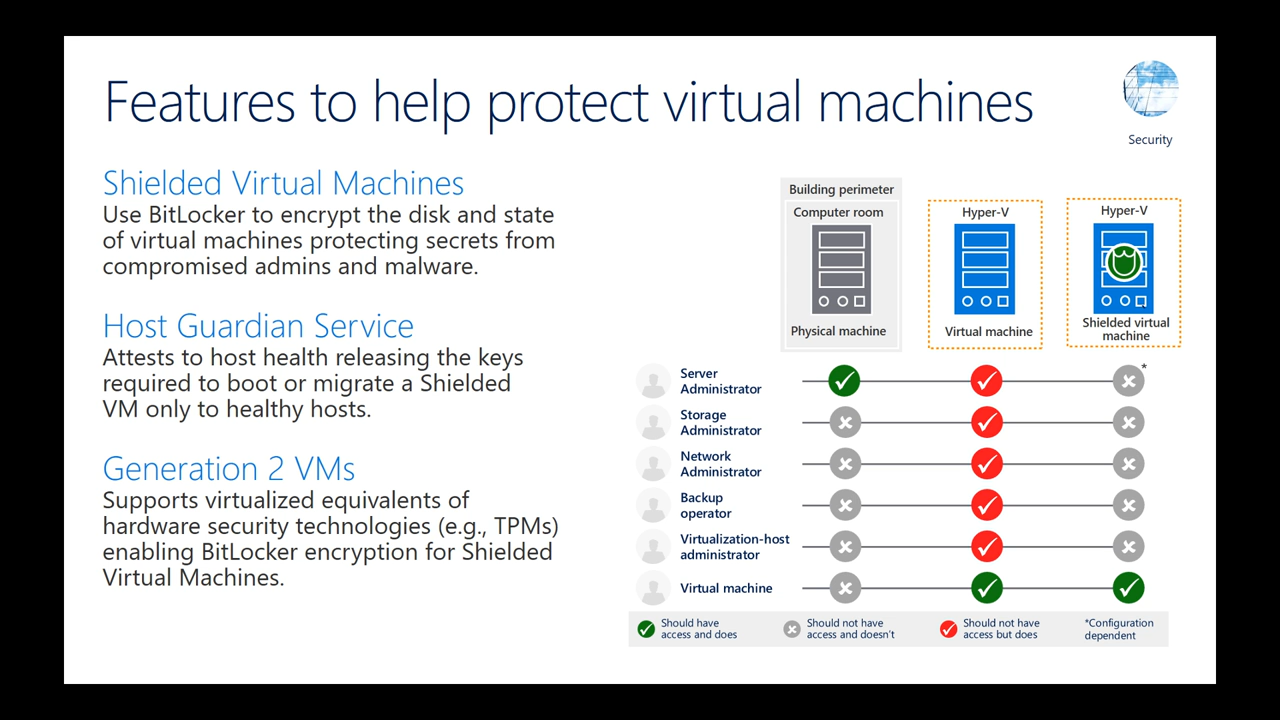 Features to help protect virtual machines
Security
Shielded Virtual Machines
Use BitLocker to encrypt the disk and state
of virtual machines protecting secrets from
compromised admins and malware.
Host Guardian Service
Attests to host health releasing the keys
required to boot or migrate a Shielded
VM only to healthy hosts.
Generation 2 VMs
Supports virtualized equivalents of
hardware security technologies (e.g., TPMs)
enabling BitLocker encryption for Shielded
Virtual Machines.
Building perimeter
Computer room
Physical machine
Hyper-V
Virtual machine
Hyper-V
Shielded virtual
machine
Server
Administrator
*
Storage
Administrator
Network
Administrator
Backup
operator
Virtualization-host
administrator
Virtual machine
Should have
access and does
Should not have
access and doesn't
Should not have
access but does
*Configuration
dependent